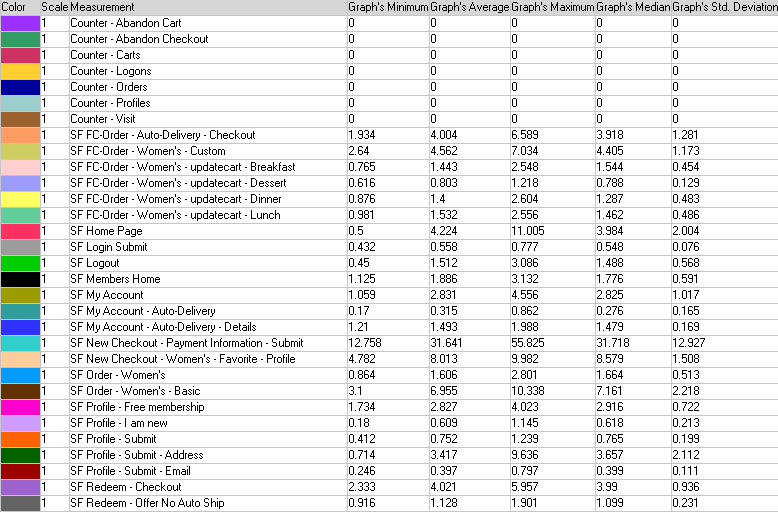 Color Scale Measurement Graph's Minimum Graph's Average Graph's Maximum Graph's Median Graph's Std. Deviation
1 Counter - Abandon Cart 0 0 0 0 0
1 Counter - Abandon Checkout 0 0 0 0 0
1 Counter - Carts 0 0 0 0 0
1 Counter - Logons 0 0 0 0 0
1 Counter - Orders 0 0 0 0 0
1 Counter - Profiles 0 0 0 0 0
1 Counter - Visit 0 0 0 0 0
1 SF FC-Order - Auto-Delivery - Checkout 1.934 4.004 6.589 3.918 1.281
1 SF FC-Order - Women's - Custom 2.64 4.562 7.034 4.405 1.173
1 SF FC-Order - Women's - updatecart - Breakfast 0.765 1.443 2.548 1.544 0.454
1 SF FC-Order - Women's - updatecart - Dessert 0.616 0.803 1.218 0.788 0.129
1 SF FC-Order - Women's - updatecart - Dinner 0.876 1.4 2.604 1.287 0.483
1 SF FC-Order - Women's - updatecart - Lunch 0.981 1.532 2.556 1.462 0.486
1 SF Home Page 0.5 4.224 11.005 3.984 2.004
1 SF Login Submit 0.432 0.558 0.777 0.548 0.076
1 SF Logout 0.45 1.512 3.086 1.488 0.568
1 SF Members Home 1.125 1.886 3.132 1.776 0.591
1 SF My Account 1.059 2.831 4.556 2.825 1.017
1 SF My Account - Auto-Delivery 0.17 0.315 0.862 0.276 0.165
1 SF My Account - Auto-Delivery - Details 1.21 1.493 1.988 1.479 0.169
1 SF New Checkout - Payment Information - Submit 12.758 31.641 55.825 31.718 12.927
1 SF New Checkout - Women's - Favorite - Profile 4.782 8.013 9.982 8.579 1.508
1 SF Order - Women's 0.864 1.606 2.801 1.664 0.513
1 SF Order - Women's - Basic 3.1 6.955 10.338 7.161 2.218
1 SF Profile - Free membership 1.734 2.827 4.023 2.916 0.722
1 SF Profile - I am new 0.18 0.609 1.145 0.618 0.213
1 SF Profile - Submit 0.412 0.752 1.239 0.765 0.199
1 SF Profile - Submit - Address 0.714 3.417 9.636 3.657 2.112
1 SF Profile - Submit - Email 0.246 0.397 0.797 0.399 0.111
1 SF Redeem - Checkout 2.333 4.021 5.957 3.99 0.936
1 SF Redeem - Offer No Auto Ship 0.916 1.128 1.901 1.099 0.231